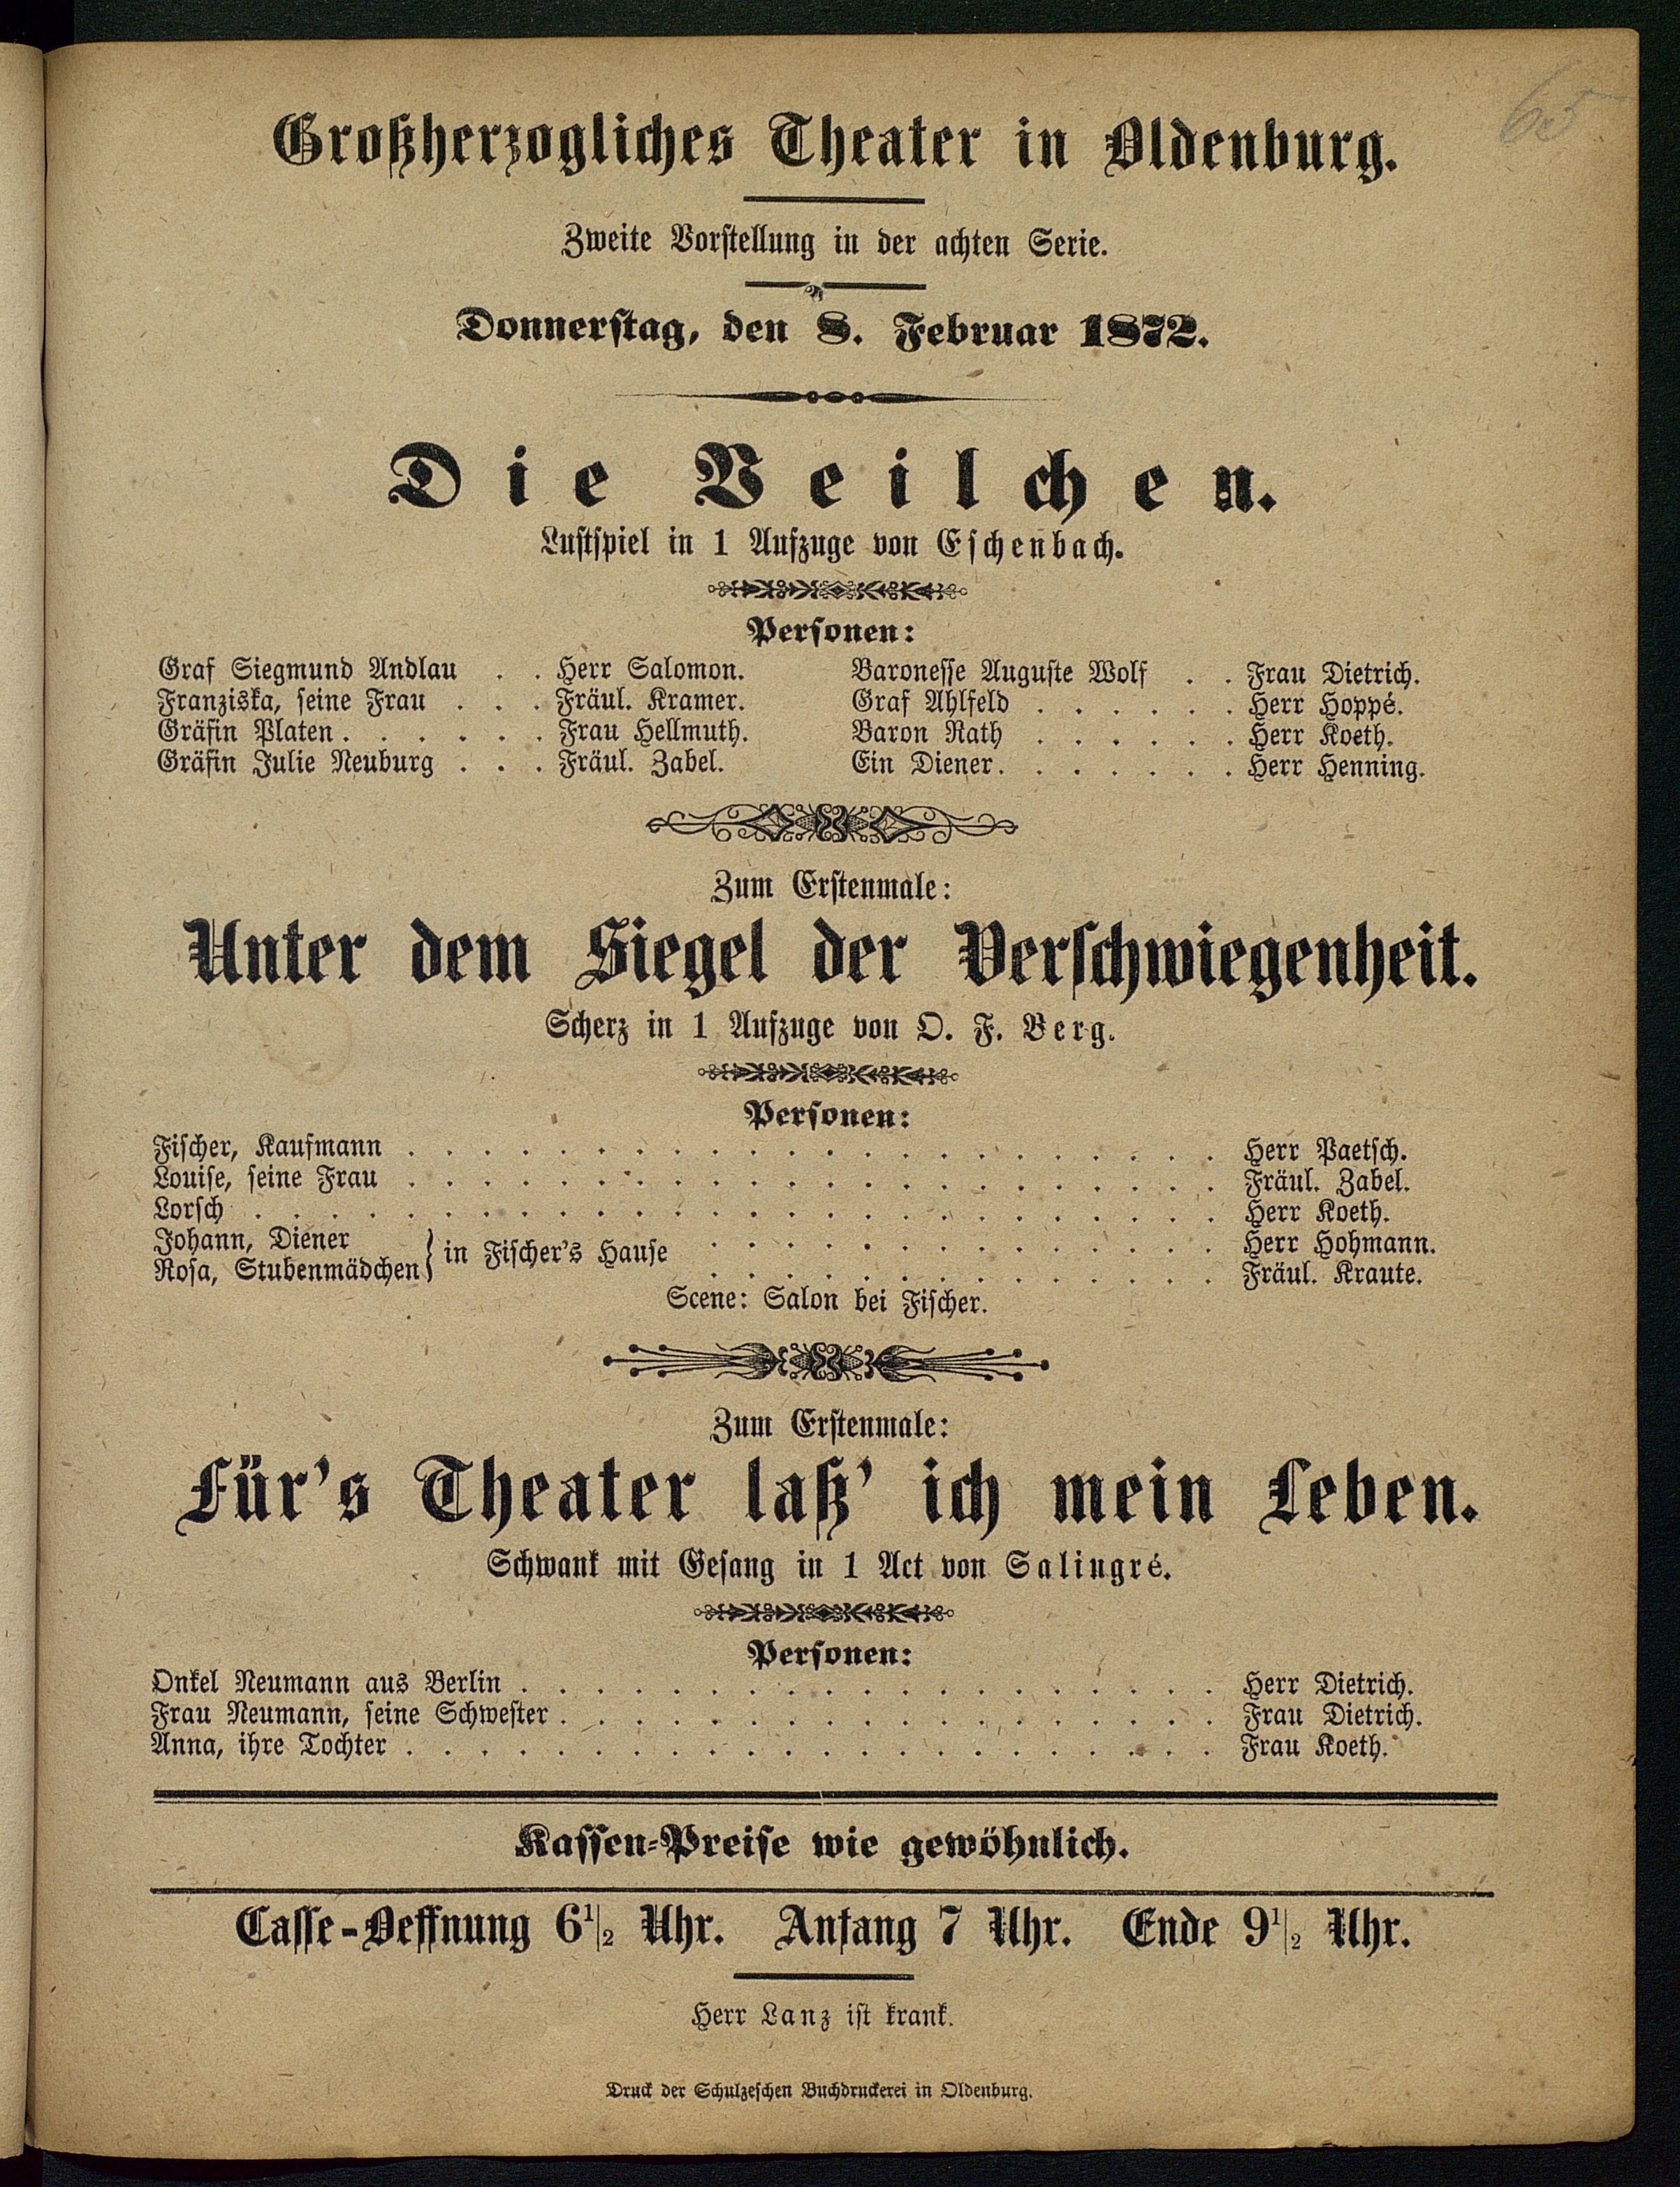 65
Großherzogliches Theater in Oldenburg.
Zweite Vorstellung in der achten Serie.
Donnerstag, den 8. Februar 1872.
Die Veilchen.
Lustspiel in 1 Aufzuge von Eschenbach.
Personen:
Graf Siegmund Andlau . . Herr Salomon.
Franziska, seine Frau . . . Fräul. Kramer.
Gräfin Platen . . . . . . Frau Hellmuth.
Gräfin Julie Neuburg . . . Fräul. Zabel.
Baronesse Auguste Wolf . . Frau Dietrich.
Graf Ahlfeld . . . . . . Herr Hoppé.
Baron Rath . . . . . . Herr Koeth.
Ein Diener . . . . . . . Herr Henning.
Zum Erstenmale:
Unter dem Siegel der Verschwiegenheit.
Scherz in 1 Aufzuge von O. F. Berg.
Personen:
Fischer, Kaufmann . . . . . . . . . . . . . . . . . . . . . . Herr Paetsch.
Louise, seine Frau . . . . . . . . . . . . . . . . . . . . . . Fräul. Zabel.
Lorsch . . . . . . . . . . . . . . . . . . . . . . . . . . Herr Koeth.
Johann, Diener } in Fischer's Hause . . . . . . . . . . . . . . Herr Hohmann.
Rosa, Stubenmädchen } . . . . . . . . . . . . . . Fräul. Kraute.
Scene: Salon bei Fischer.
Zum Erstenmale:
Für's Theater laß' ich mein Leben.
Schwank mit Gesang in 1 Act von Salingré.
Personen:
Onkel Neumann aus Berlin . . . . . . . . . . . . . . . . . . . Herr Dietrich.
Frau Neumann, seine Schwester . . . . . . . . . . . . . . . . . . Frau Dietrich.
Anna, ihre Tochter . . . . . . . . . . . . . . . . . . . . . . Frau Koeth.
Kassen-Preise wie gewöhnlich.
Casse-Oeffnung 6½ Uhr. Anfang 7 Uhr. Ende 9½ Uhr.
Herr Lanz ist krank.
Druck der Schulzeschen Buchdruckerei in Oldenburg.